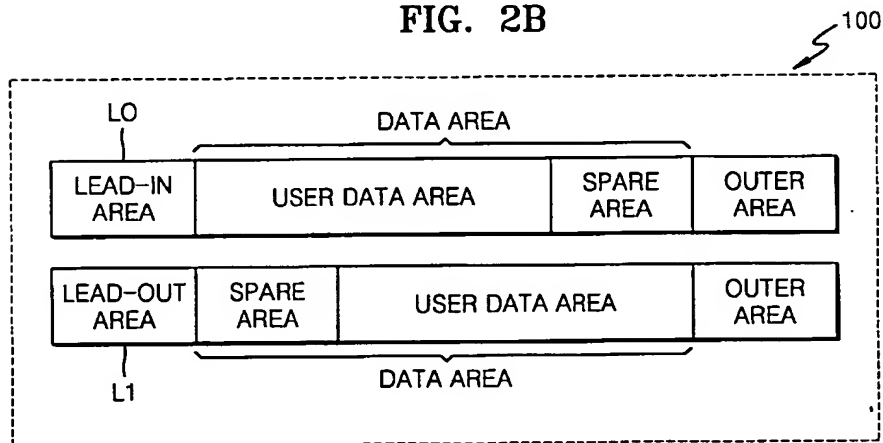 FIG. 2B
100
L0
DATA AREA
LEAD-IN AREA
USER DATA AREA
SPARE AREA
OUTER AREA
LEAD-OUT AREA
SPARE AREA
USER DATA AREA
OUTER AREA
L1
DATA AREA